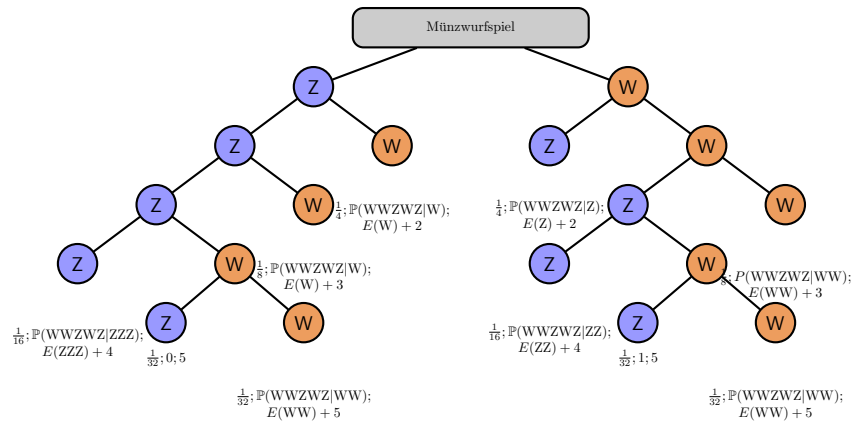 Münzwurfspiel
Z
W
Z
W
Z
W
Z
W
Z
W
1/4; ℙ(WWZWZ|W);
E(W) + 2
1/4; ℙ(WWZWZ|Z);
E(Z) + 2
Z
W
1/8; ℙ(WWZWZ|W);
E(W) + 3
Z
W
1/8; P(WWZWZ|WW);
E(WW) + 3
Z
W
Z
W
1/16; ℙ(WWZWZ|ZZZ);
E(ZZZ) + 4
1/32; 0; 5
1/16; ℙ(WWZWZ|ZZ);
E(ZZ) + 4
1/32; 1; 5
1/32; ℙ(WWZWZ|WW);
E(WW) + 5
1/32; ℙ(WWZWZ|WW);
E(WW) + 5